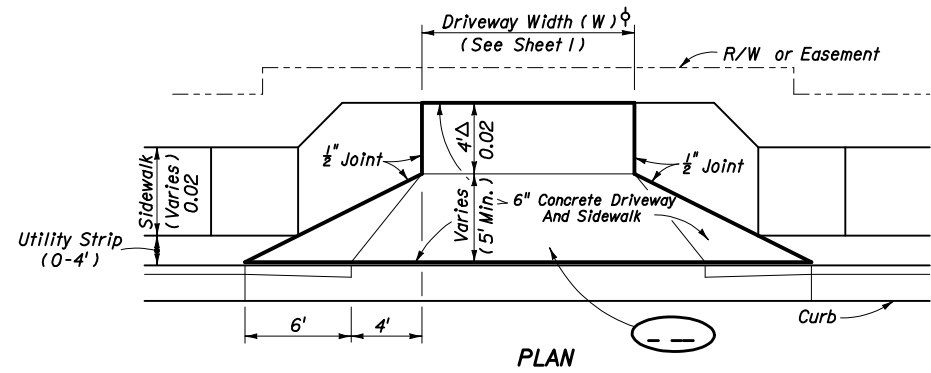 Driveway Width (W) ϕ
(See Sheet 1)
R/W or Easement
4'Δ
0.02
½" Joint
½" Joint
Sidewalk
(Varies)
0.02
Varies
(5' Min.)
6" Concrete Driveway
And Sidewalk
Utility Strip
(0-4')
6'
4'
Curb
_ _ _
PLAN